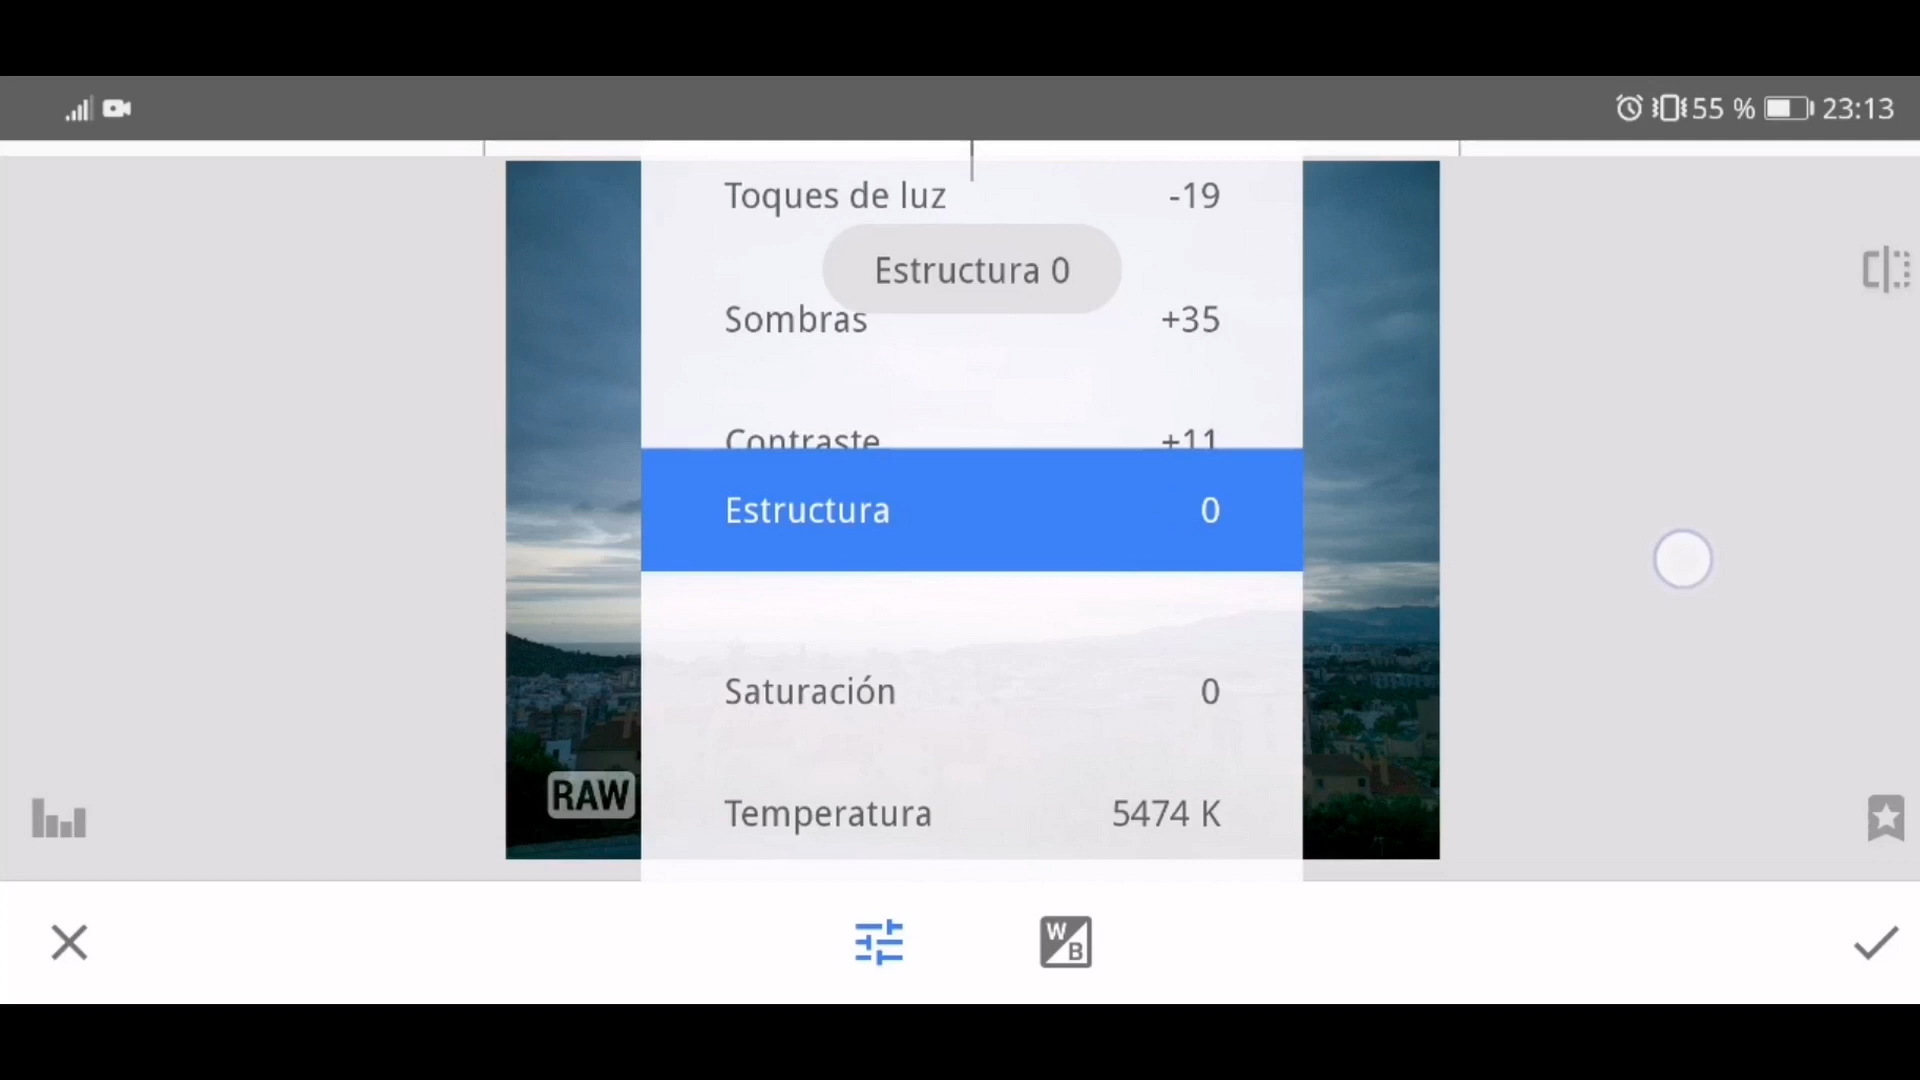 55 % 23:13
Toques de luz -19
Estructura 0
Sombras +35
Contraste +11
Estructura 0
Saturación 0
Temperatura 5474 K
RAW
W
B